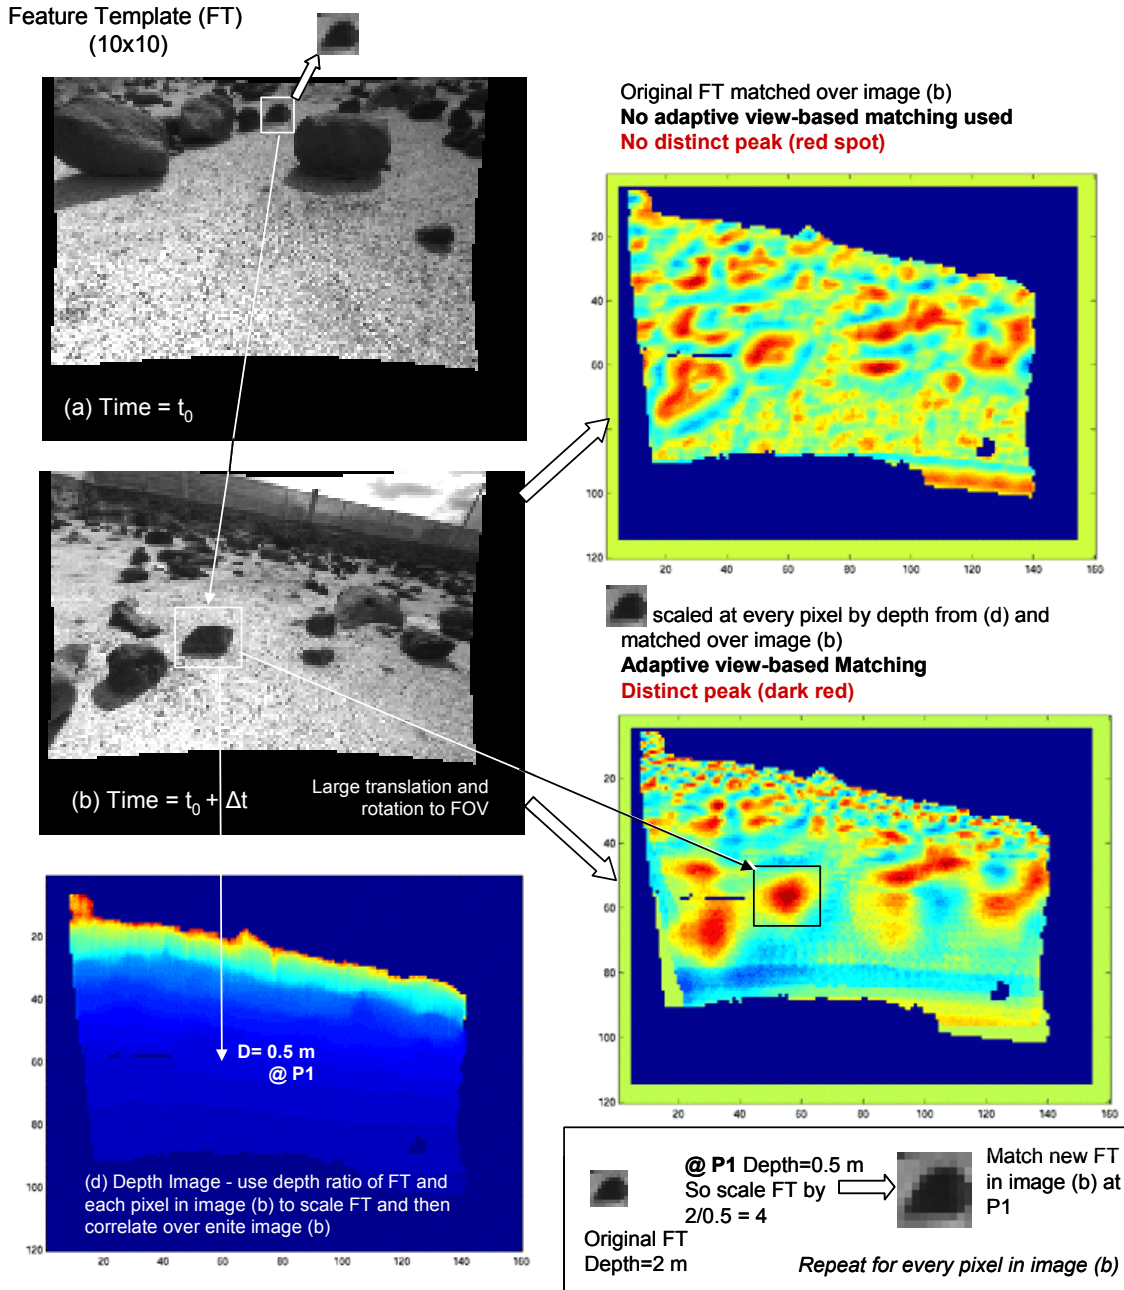 Feature Template (FT)
(10x10)
(a) Time = t0
Original FT matched over image (b)
No adaptive view-based matching used
No distinct peak (red spot)
20
40
60
80
100
120
20 40 60 80 100 120 140 160
(b) Time = t0 + Δt
Large translation and
rotation to FOV
scaled at every pixel by depth from (d) and
matched over image (b)
Adaptive view-based Matching
Distinct peak (dark red)
20
40
60
80
100
120
20 40 60 80 100 120 140 160
20
40
60
80
100
120
D= 0.5 m
@ P1
(d) Depth Image - use depth ratio of FT and
each pixel in image (b) to scale FT and then
correlate over enite image (b)
20 40 60 80 100 120 140 160
Original FT
Depth=2 m
@ P1 Depth=0.5 m
So scale FT by
2/0.5 = 4
Match new FT
in image (b) at
P1
Repeat for every pixel in image (b)